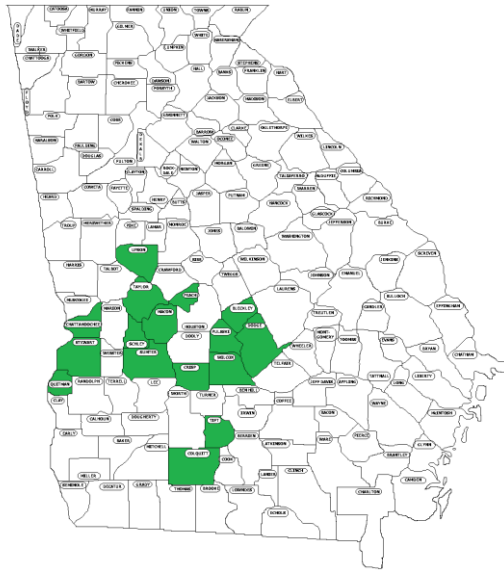 CATOOSA MURRAY FANNIN UNION TOWNS RABUN
DADE WHITFIELD GILMER WHITE HABERSHAM
WALKER LUMPKIN STEPHENS
CHATTOOGA GORDON PICKENS DAWSON HALL BANKS FRANKLIN HART
FLOYD BARTOW CHEROKEE FORSYTH JACKSON MADISON ELBERT
POLK COBB GWINNETT BARROW CLARKE OGLETHORPE WILKES LINCOLN
HARALSON PAULDING DOUGLAS FULTON WALTON OCONEE
CARROLL CLAYTON NEWTON MORGAN GREENE TALIAFERRO MCDUFFIE COLUMBIA
COWETA FAYETTE HENRY BUTTS JASPER PUTNAM HANCOCK WARREN RICHMOND
HEARD SPALDING GLASCOCK
TROUP MERIWETHER PIKE LAMAR MONROE JONES BALDWIN WASHINGTON JEFFERSON BURKE
UPSON BIBB WILKINSON JENKINS SCREVEN
HARRIS TALBOT CRAWFORD TWIGGS JOHNSON EMANUEL
TAYLOR PEACH LAURENS
MUSCOGEE MARION MACON HOUSTON BLECKLEY TREUTLEN CANDLER BULLOCH EFFINGHAM
CHATTAHOOCHEE DOOLY PULASKI DODGE MONTGOMERY TOOMBS EVANS BRYAN
STEWART WEBSTER SCHLEY SUMTER WILCOX WHEELER CHATHAM
CRISP TELFAIR TATTNALL
QUITMAN RANDOLPH TERRELL LEE BEN HILL JEFF DAVIS APPLING LONG LIBERTY
CLAY WORTH TURNER IRWIN COFFEE BACON WAYNE MCINTOSH
CALHOUN DOUGHERTY TIFT
EARLY BAKER MITCHELL COLQUITT COOK BERRIEN ATKINSON WARE PIERCE BRANTLEY GLYNN
MILLER LANIER CLINCH CAMDEN
SEMINOLE DECATUR GRADY THOMAS BROOKS LOWNDES ECHOLS CHARLTON